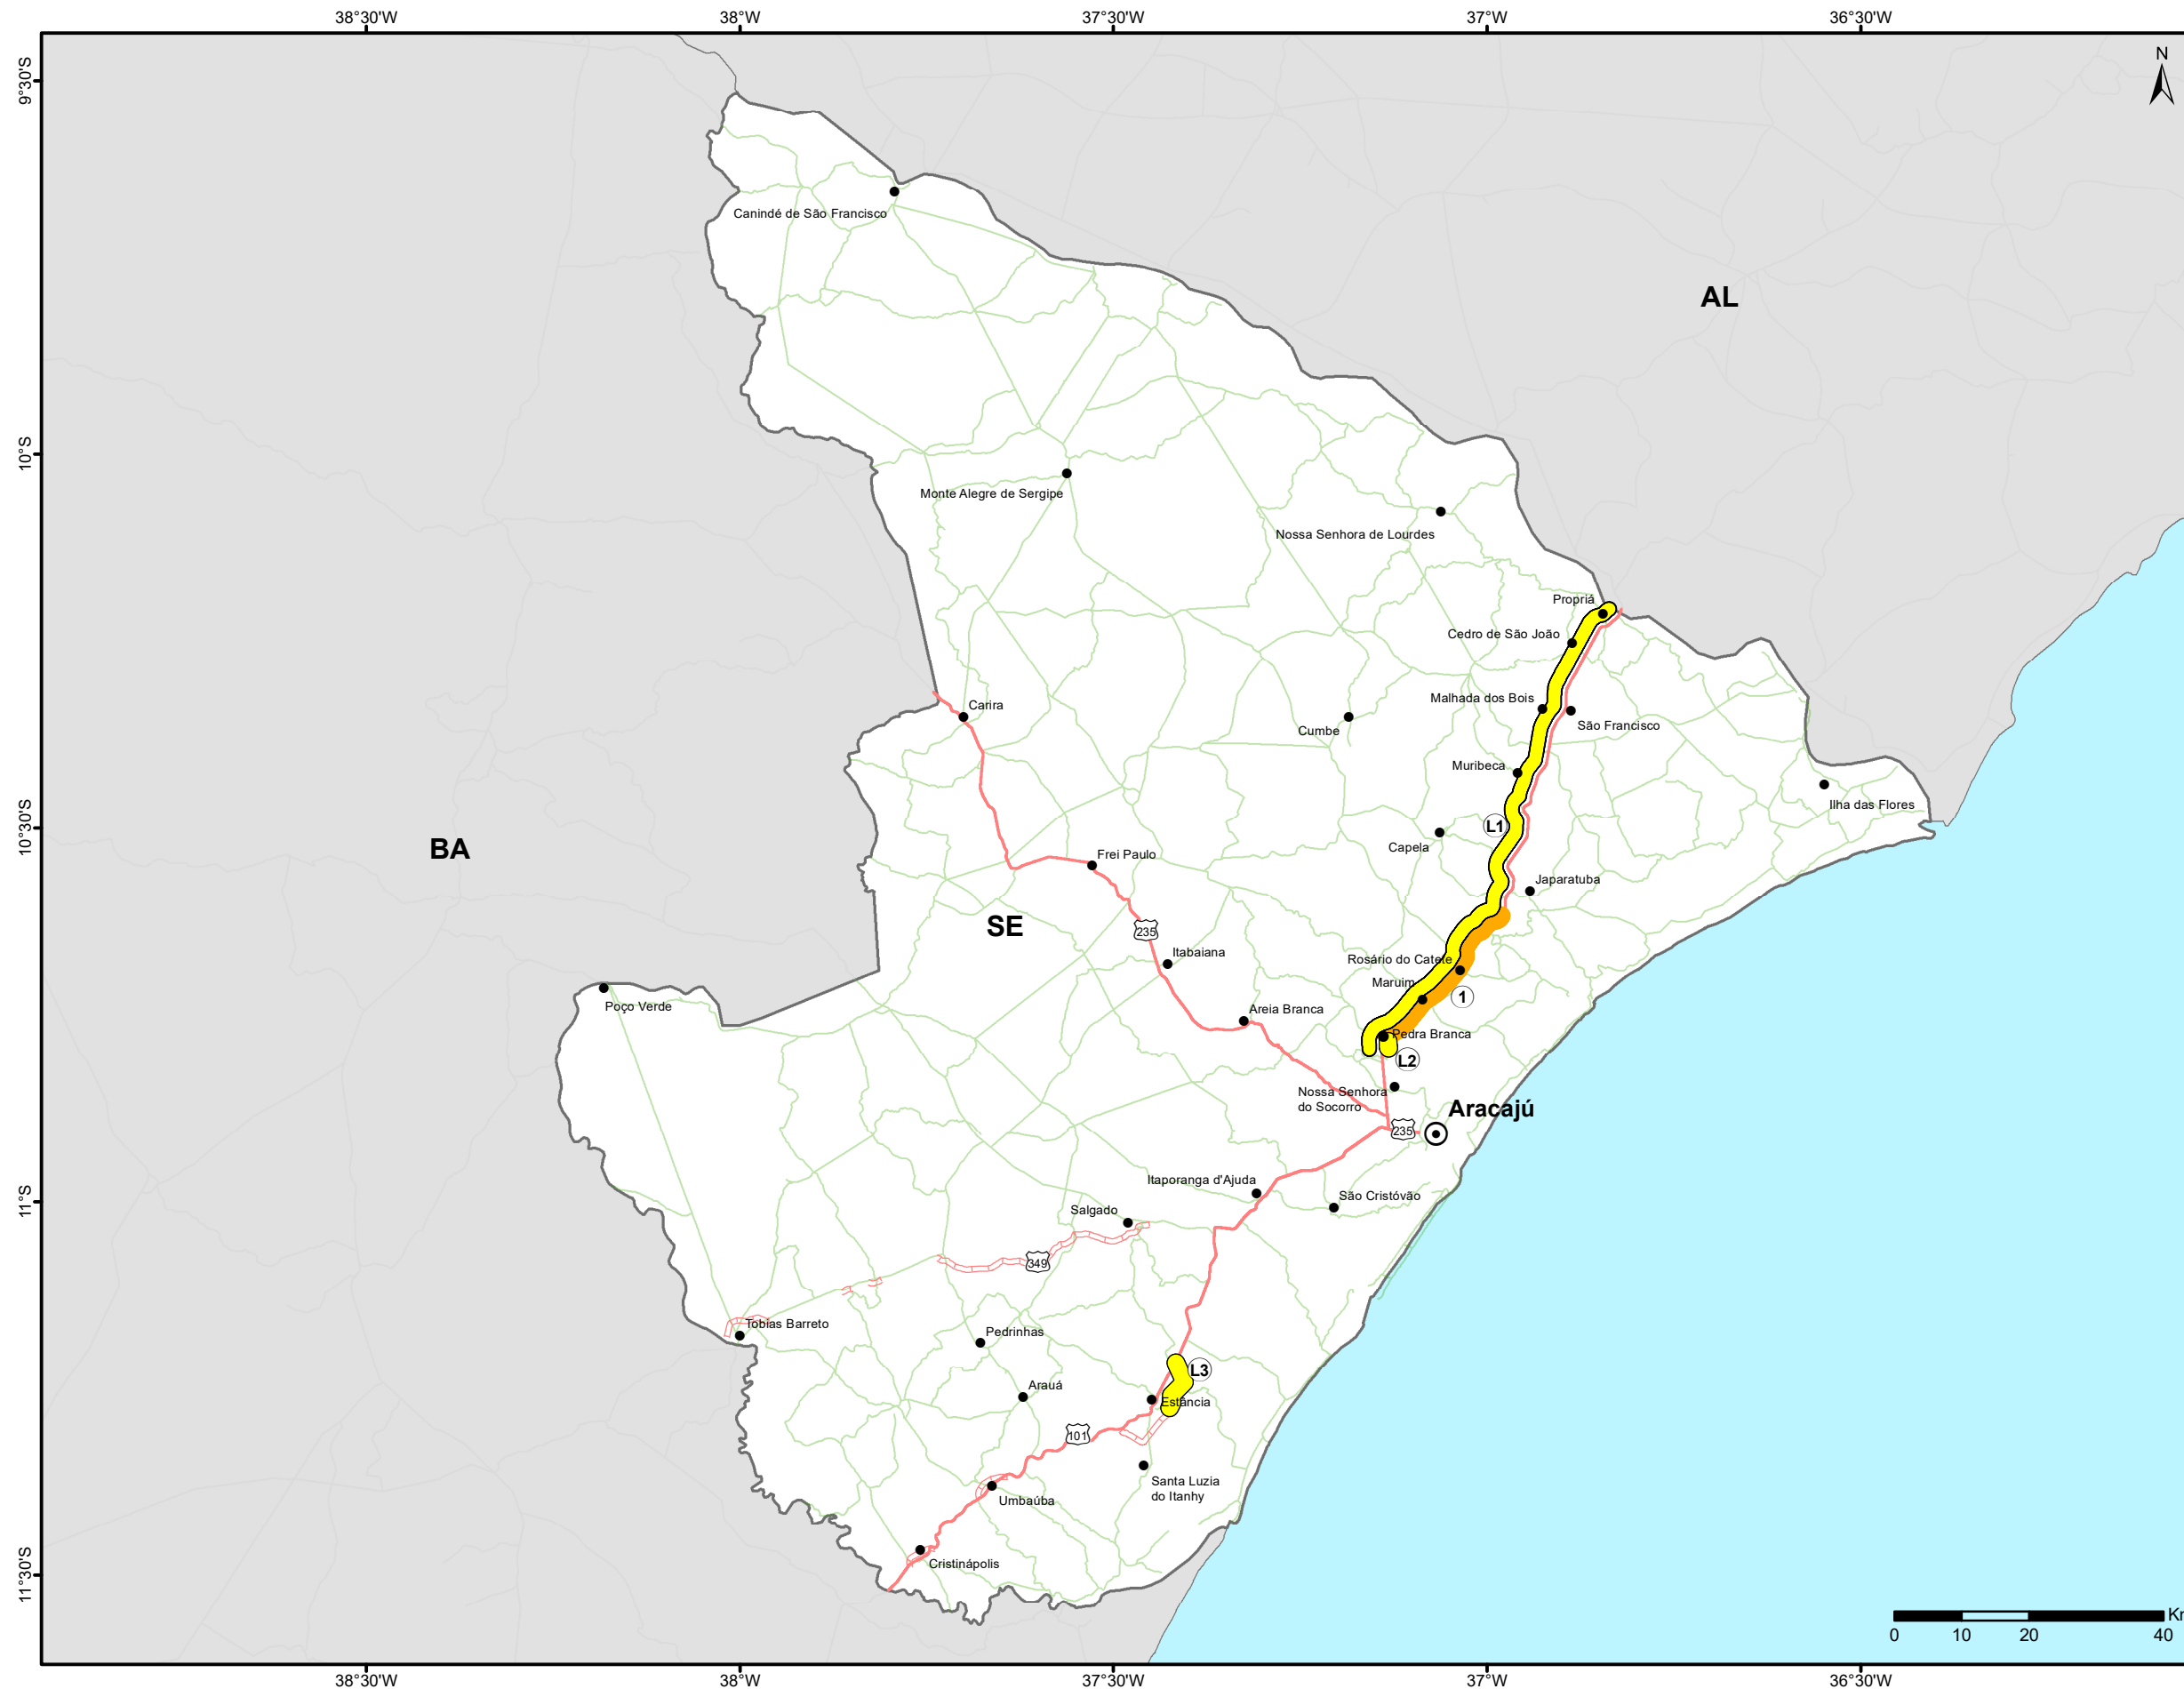 38°30'W
38°W
37°30'W
37°W
36°30'W
N
9°30'S
Canindé de São Francisco
AL
10°S
Monte Alegre de Sergipe
Nossa Senhora de Lourdes
Propriá
Cedro de São João
Malhada dos Bois
Carira
São Francisco
Cumbe
Muribeca
Ilha das Flores
L1
10°30'S
BA
Capela
Frei Paulo
Japaratuba
SE
235
Itabaiana
Rosário do Catete
Maruim
1
Poço Verde
Areia Branca
Pedra Branca
L2
Nossa Senhora
do Socorro
Aracajú
235
Itaporanga d'Ajuda
São Cristóvão
11°S
Salgado
349
Tobias Barreto
Pedrinhas
L3
Arauá
Estância
101
Santa Luzia
do Itanhy
Umbaúba
Cristinápolis
11°30'S
0 10 20 40
38°30'W
38°W
37°30'W
37°W
36°30'W